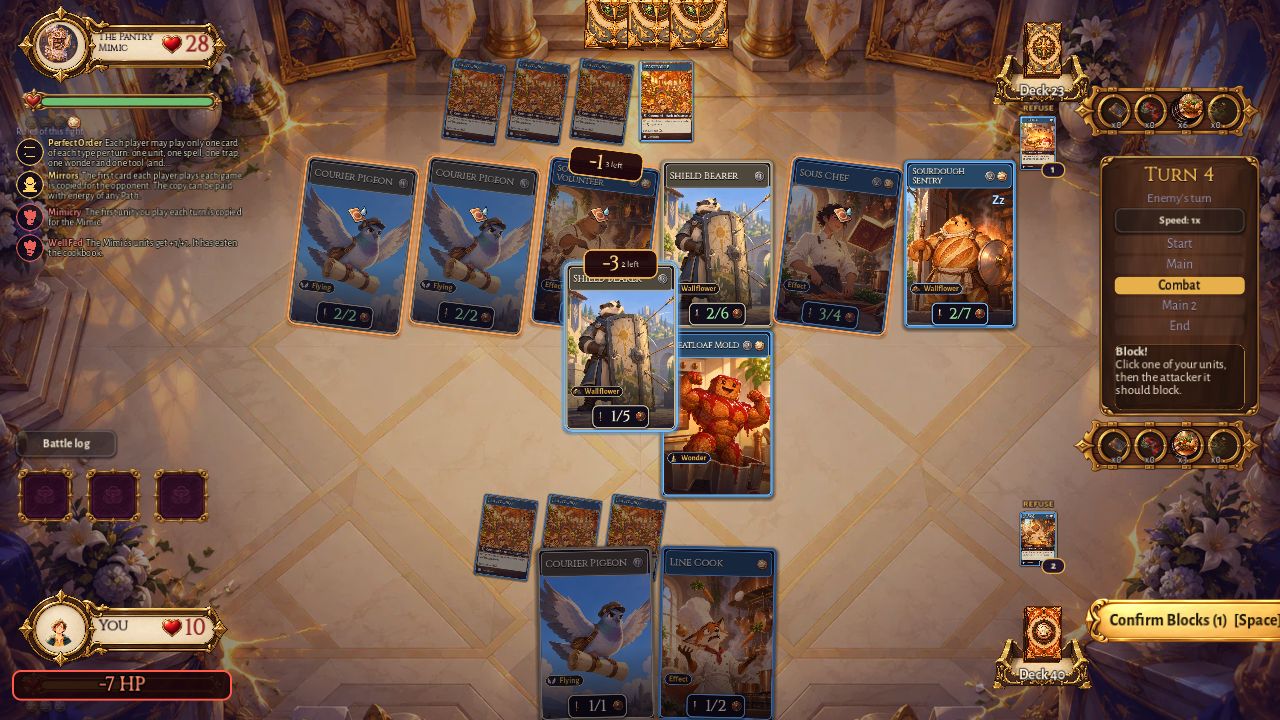 THE PANTRY
MIMIC
28
Rules of this fight
Perfect Order Each player may play only one card
of each type per turn: one unit, one spell, one trap,
one wonder and one tool land.
Mirrors The first card each player plays each game
is copied for the opponent. The copy can be paid
with energy of any Path.
Mimicry The first unit you play each turn is copied
for the Mimic.
Well Fed The Mimic's units get +1/+1. It has eaten
the cookbook.
Deck 23
REFUSE
1
x0
x0
x6
x0
COURIER PIGEON
Flying
2/2
COURIER PIGEON
Flying
2/2
-1 3 left
VOLUNTEER
Effect
SHIELD BEARER
Wallflower
2/6
SOUS CHEF
Effect
3/4
SOURDOUGH
SENTRY
Zz
Wallflower
2/7
-3 2 left
SHIELD BEARER
Wallflower
1/5
EATLOAF MOLD
Wonder
TURN 4
Enemy's turn
Speed: 1x
Start
Main
Combat
Main 2
End
Block!
Click one of your units,
then the attacker it
should block.
x0
x0
x3
x0
Battle log
COURIER PIGEON
Flying
1/1
LINE COOK
Effect
1/2
REFUSE
2
Deck 40
Confirm Blocks (1) [Space]
YOU
10
-7 HP